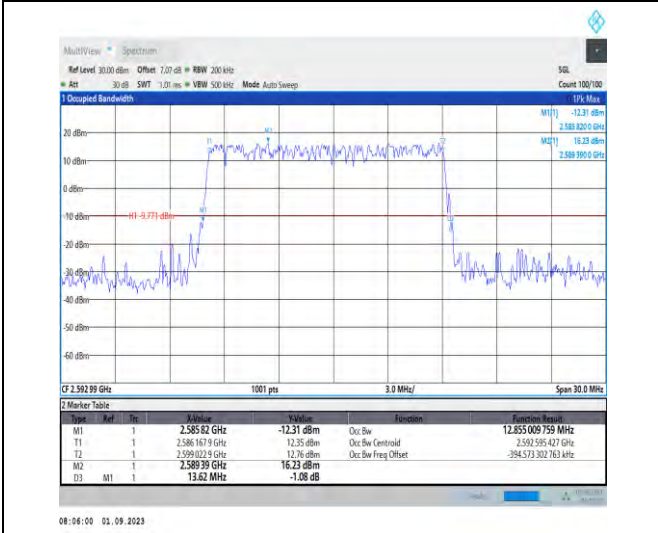 MultiView Spectrum
Ref Level 30.00 dBm Offset 7.07 dB RBW 200 kHz SGL
Att 30 dB SWT 1.01 ms VBW 500 kHz Mode Auto Sweep Count 100/100
1 Occupied Bandwidth 1Pk Max
M1[1] -12.31 dBm
2.585 820 0 GHz
M2[1] 16.23 dBm
2.589 390 0 GHz
20 dBm
M2
T1
T2
10 dBm
0 dBm
-10 dBm
H1 -9.771 dBm
M1
D3
-20 dBm
-30 dBm
-40 dBm
-50 dBm
-60 dBm
CF 2.592 99 GHz 1001 pts 3.0 MHz/ Span 30.0 MHz
2 Marker Table
Type Ref Trc X-Value Y-Value Function Function Result
M1 1 2.585 82 GHz -12.31 dBm Occ Bw 12.855 009 759 MHz
T1 1 2.586 167 9 GHz 12.35 dBm Occ Bw Centroid 2.592 595 427 GHz
T2 1 2.599 022 9 GHz 12.76 dBm Occ Bw Freq Offset -394.573 302 763 kHz
M2 1 2.589 39 GHz 16.23 dBm
D3 M1 1 13.62 MHz -1.08 dB
08:06:00 01.09.2023